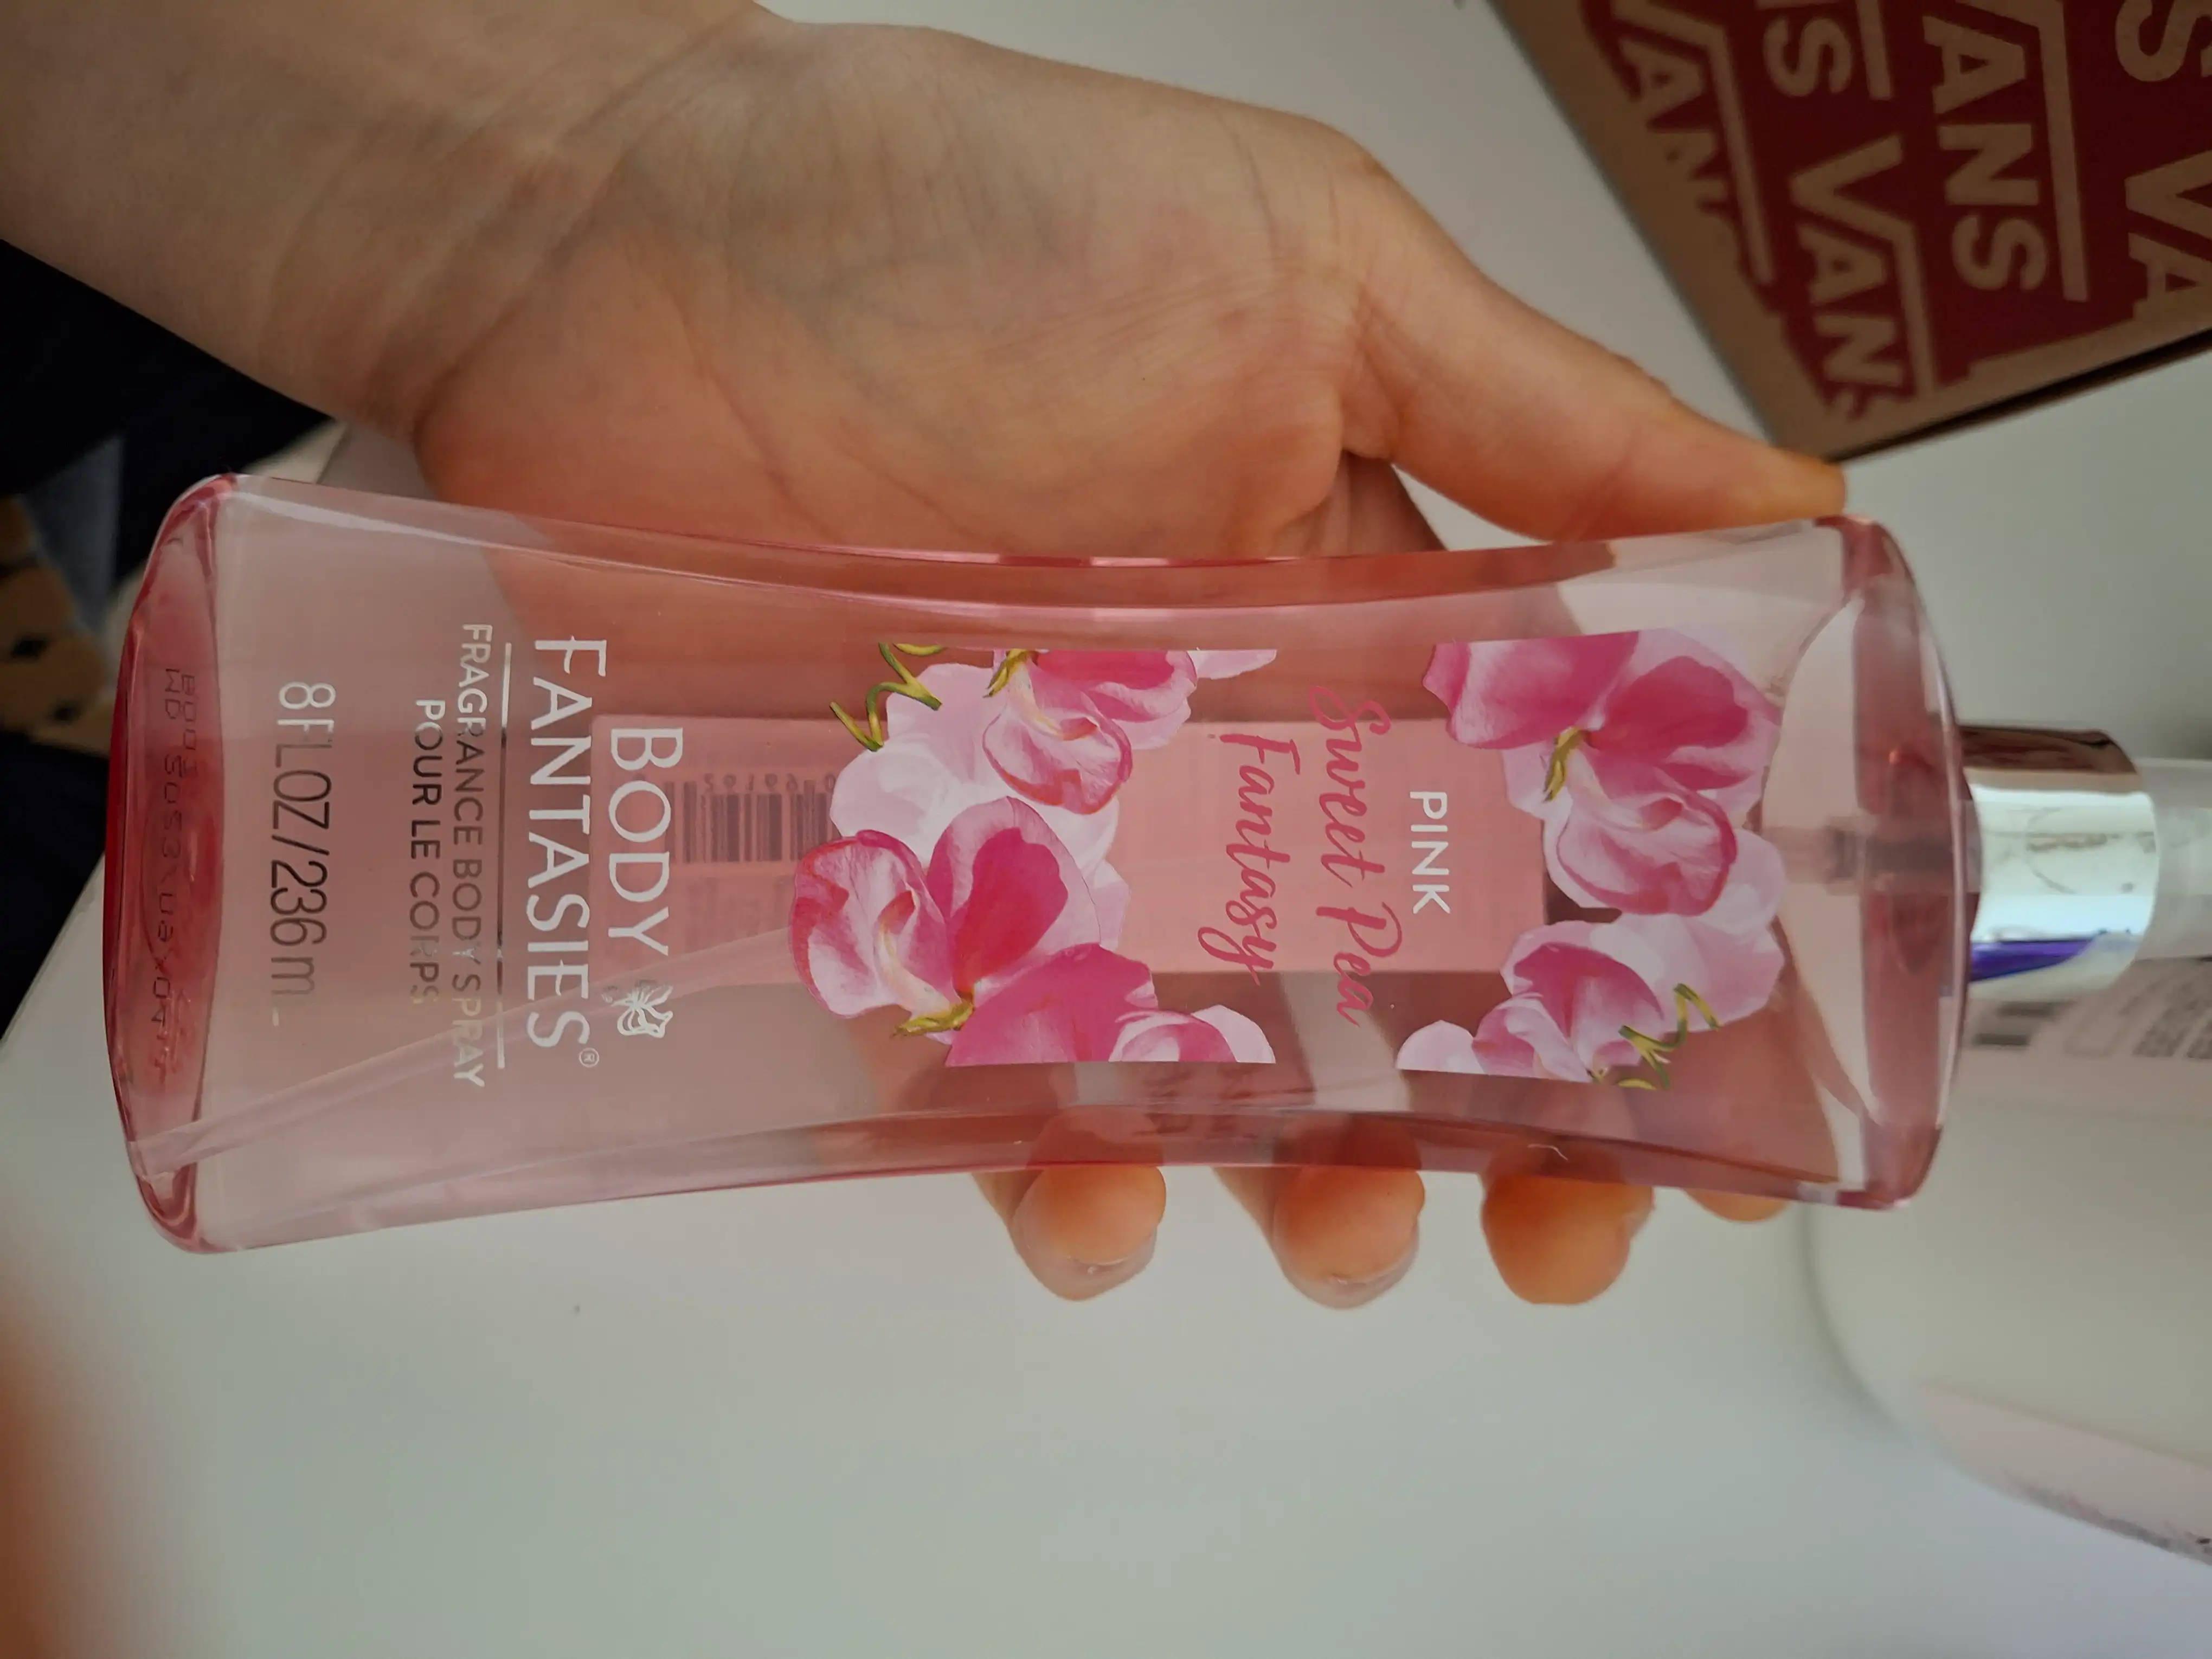 PINK
Sweet Pea
Fantasy
BODY
FANTASIES®
FRAGRANCE BODY SPRAY
POUR LE CORPS
8 FL OZ / 236 mL
VANS
VANS
VANS